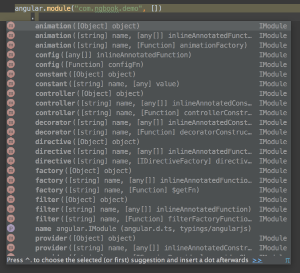 angular.module("com.ngbook.demo", [])
.
animation([Object] object) IModule
animation([string] name, [any[]] inlineAnnotatedFunct… IModule
animation([string] name, [Function] animationFactory) IModule
config([any[]] inlineAnnotatedFunction) IModule
config([Function] configFn) IModule
constant([Object] object) IModule
constant([string] name, [any] value) IModule
controller([Object] object) IModule
controller([string] name, [any[]] inlineAnnotatedCons… IModule
controller([string] name, [Function] controllerConstr… IModule
decorator([string] name, [any[]] inlineAnnotatedConst… IModule
decorator([string] name, [Function] decoratorConstruc… IModule
directive([Object] object) IModule
directive([string] name, [any[]] inlineAnnotatedFunct… IModule
directive([string] name, [IDirectiveFactory] directiv… IModule
factory([Object] object) IModule
factory([string] name, [any[]] inlineAnnotatedFunctio… IModule
factory([string] name, [Function] $getFn) IModule
filter([Object] object) IModule
filter([string] name, [any[]] inlineAnnotatedFunction… IModule
filter([string] name, [Function] filterFactoryFunctio… IModule
name angular.IModule (angular.d.ts, typings/angularjs)
provider([Object] object) IModule
provider([string] name, [any[]] inlineAnnotatedConstr… IModule
Press ^. to choose the selected (or first) suggestion and insert a dot afterwards >> π